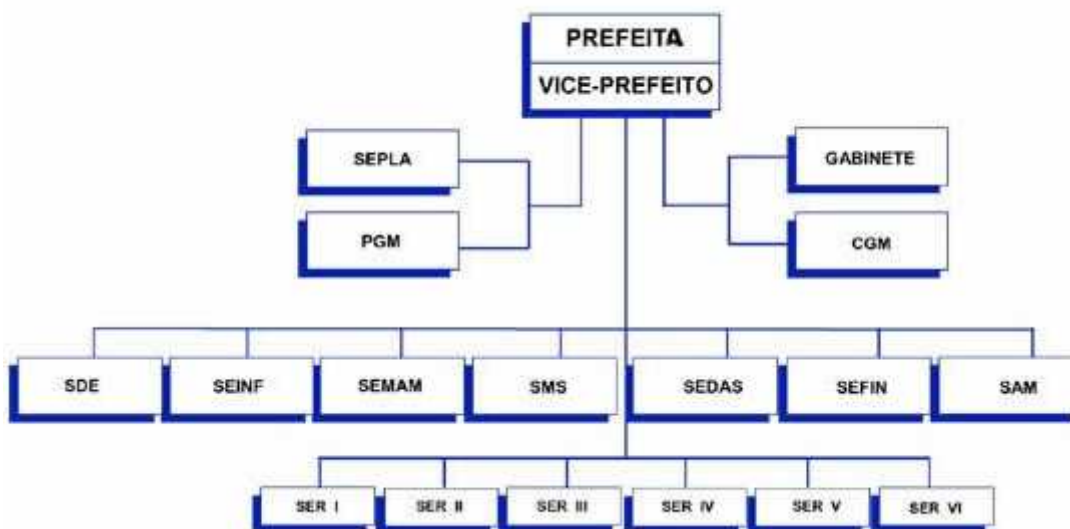 PREFEITA
VICE-PREFEITO
SEPLA
GABINETE
PGM
CGM
SDE
SEINF
SEMAM
SMS
SEDAS
SEFIN
SAM
SER I
SER II
SER III
SER IV
SER V
SER VI